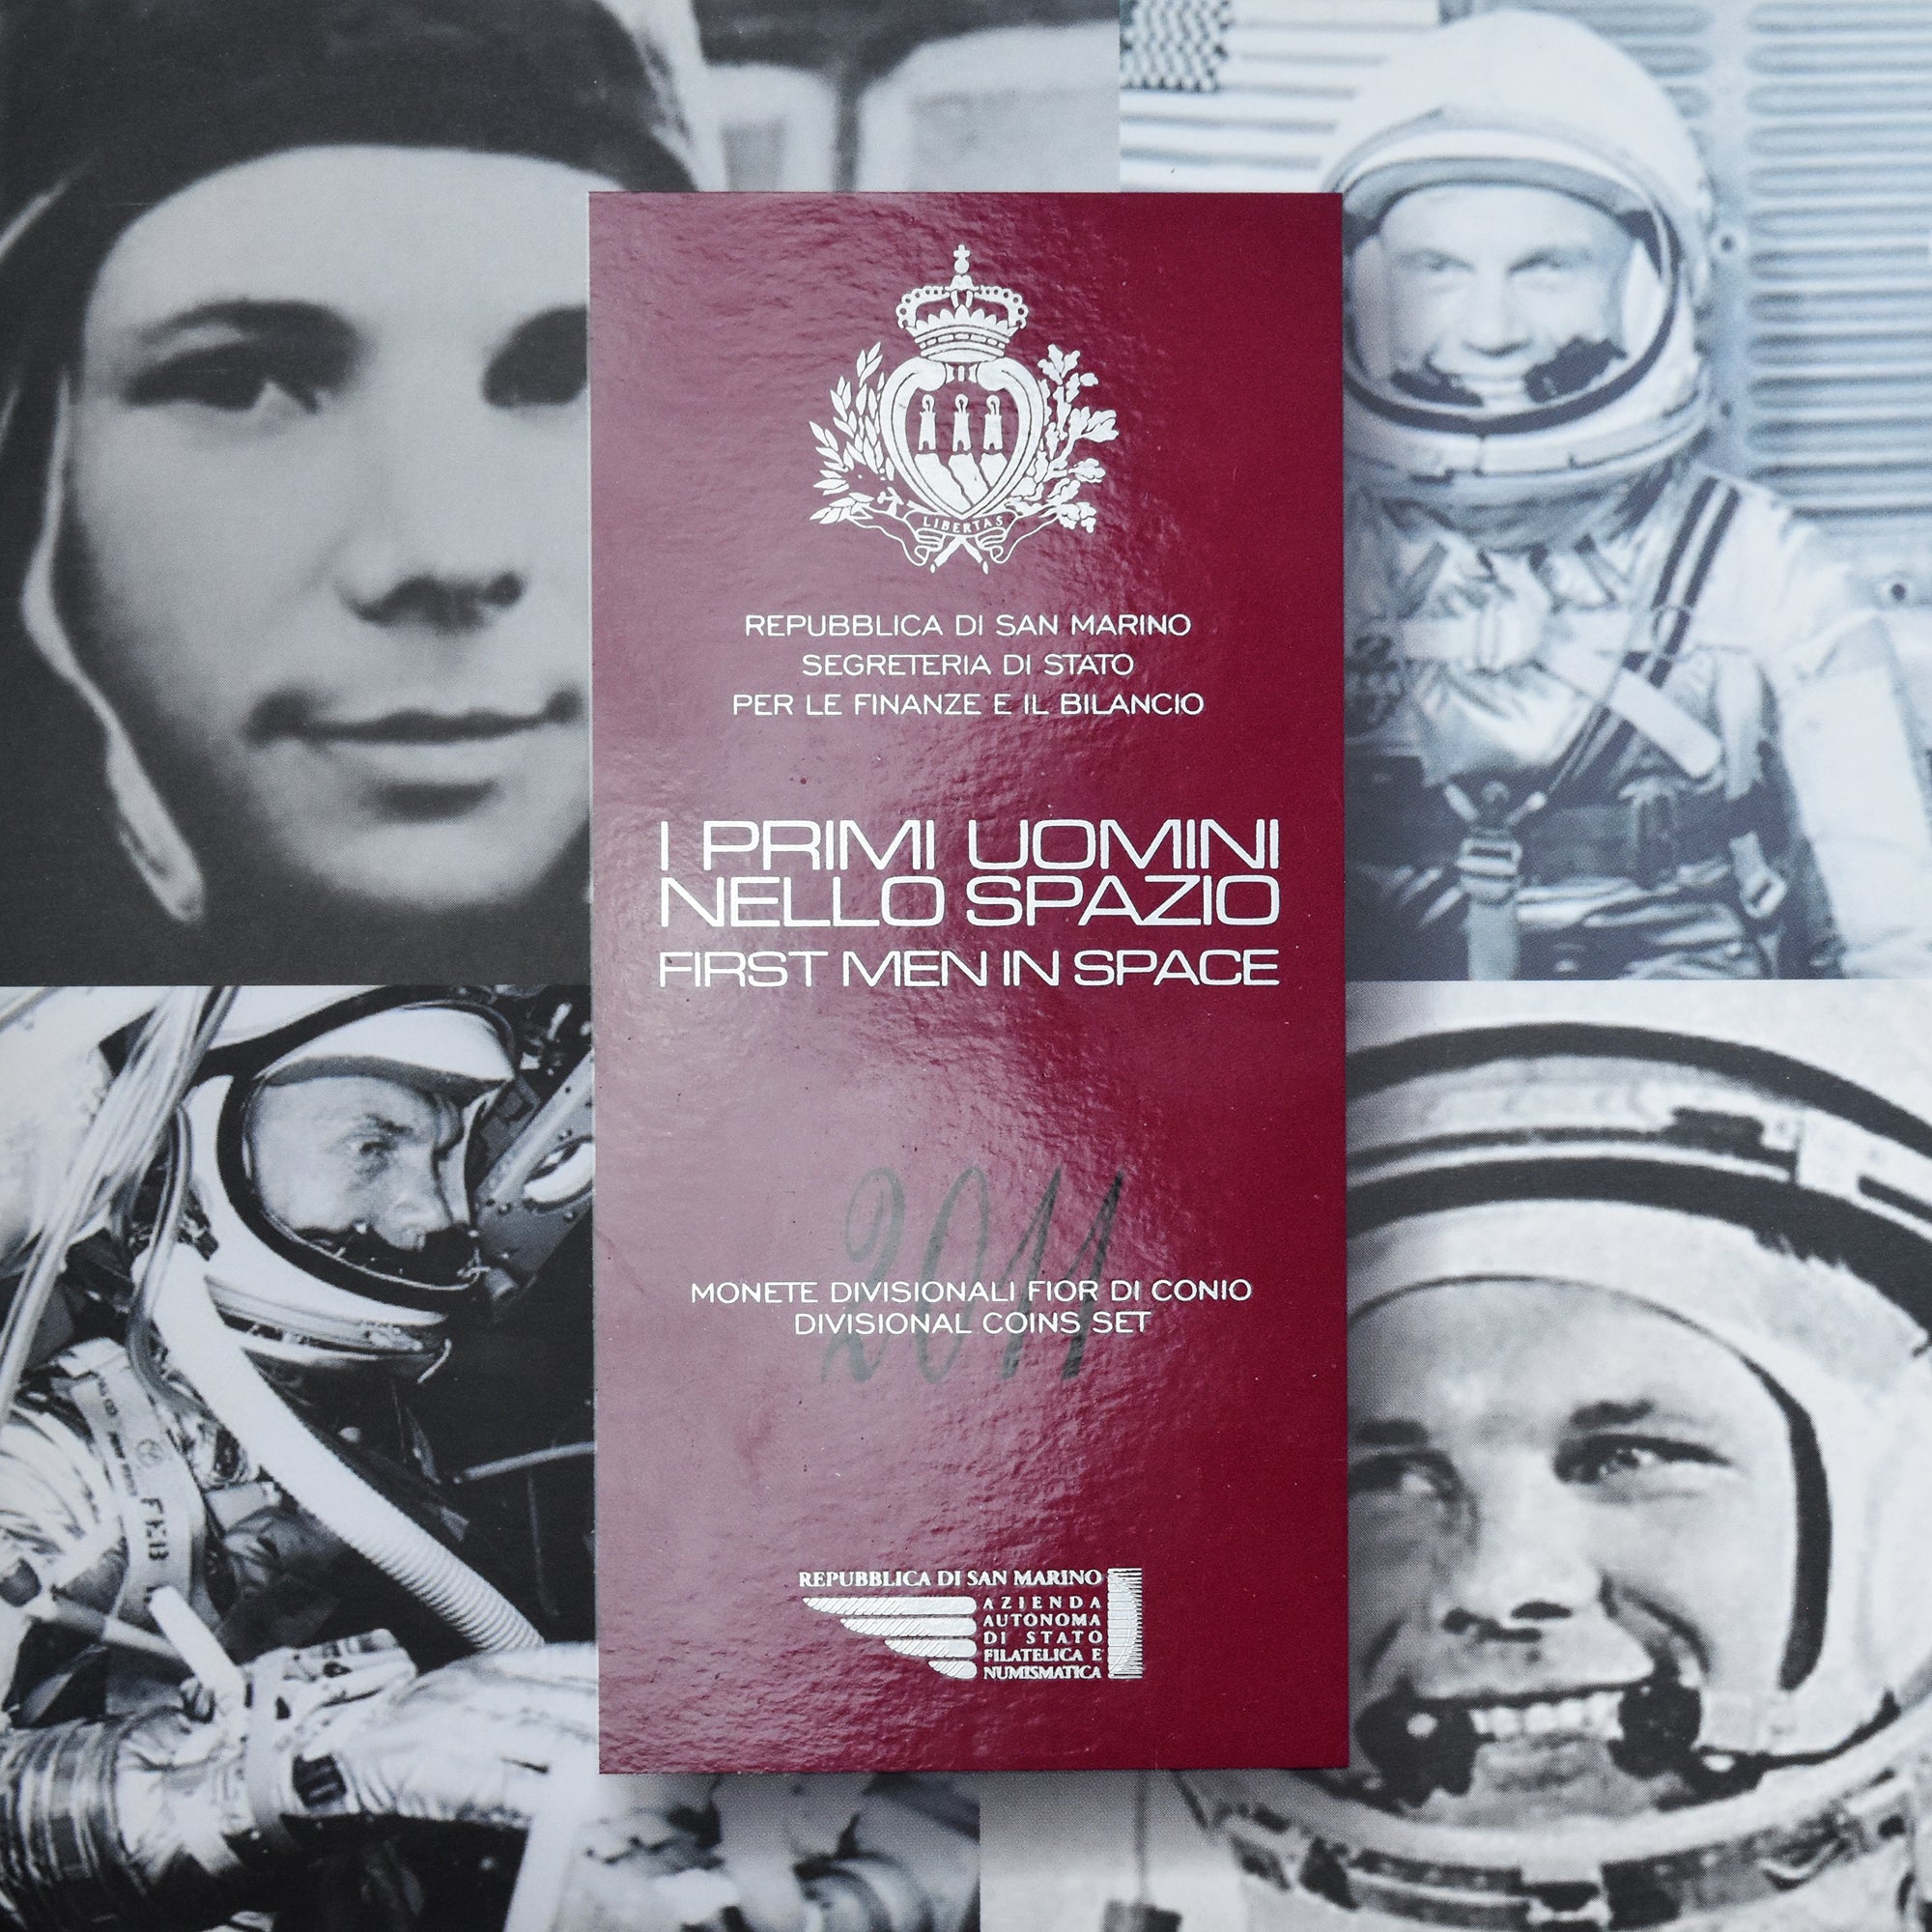 LIBERTAS
REPUBBLICA DI SAN MARINO
SEGRETERIA DI STATO
PER LE FINANZE E IL BILANCIO
I PRIMI UOMINI
NELLO SPAZIO
FIRST MEN IN SPACE
2011
MONETE DIVISIONALI FIOR DI CONIO
DIVISIONAL COINS SET
FEB
REPUBBLICA DI SAN MARINO
AZIENDA
AUTONOMA
DI STATO
FILATELICA E
NUMISMATICA